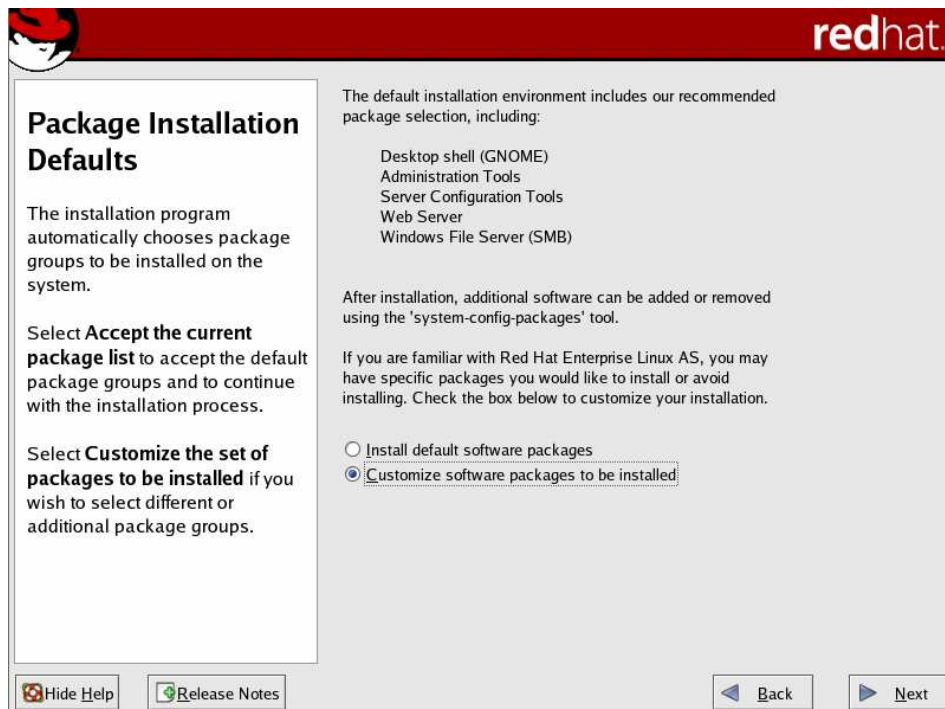 redhat.
Package Installation
Defaults
The installation program
automatically chooses package
groups to be installed on the
system.
Select Accept the current
package list to accept the default
package groups and to continue
with the installation process.
Select Customize the set of
packages to be installed if you
wish to select different or
additional package groups.
The default installation environment includes our recommended
package selection, including:
Desktop shell (GNOME)
Administration Tools
Server Configuration Tools
Web Server
Windows File Server (SMB)
After installation, additional software can be added or removed
using the 'system-config-packages' tool.
If you are familiar with Red Hat Enterprise Linux AS, you may
have specific packages you would like to install or avoid
installing. Check the box below to customize your installation.
Install default software packages
Customize software packages to be installed
Hide Help
Release Notes
Back
Next